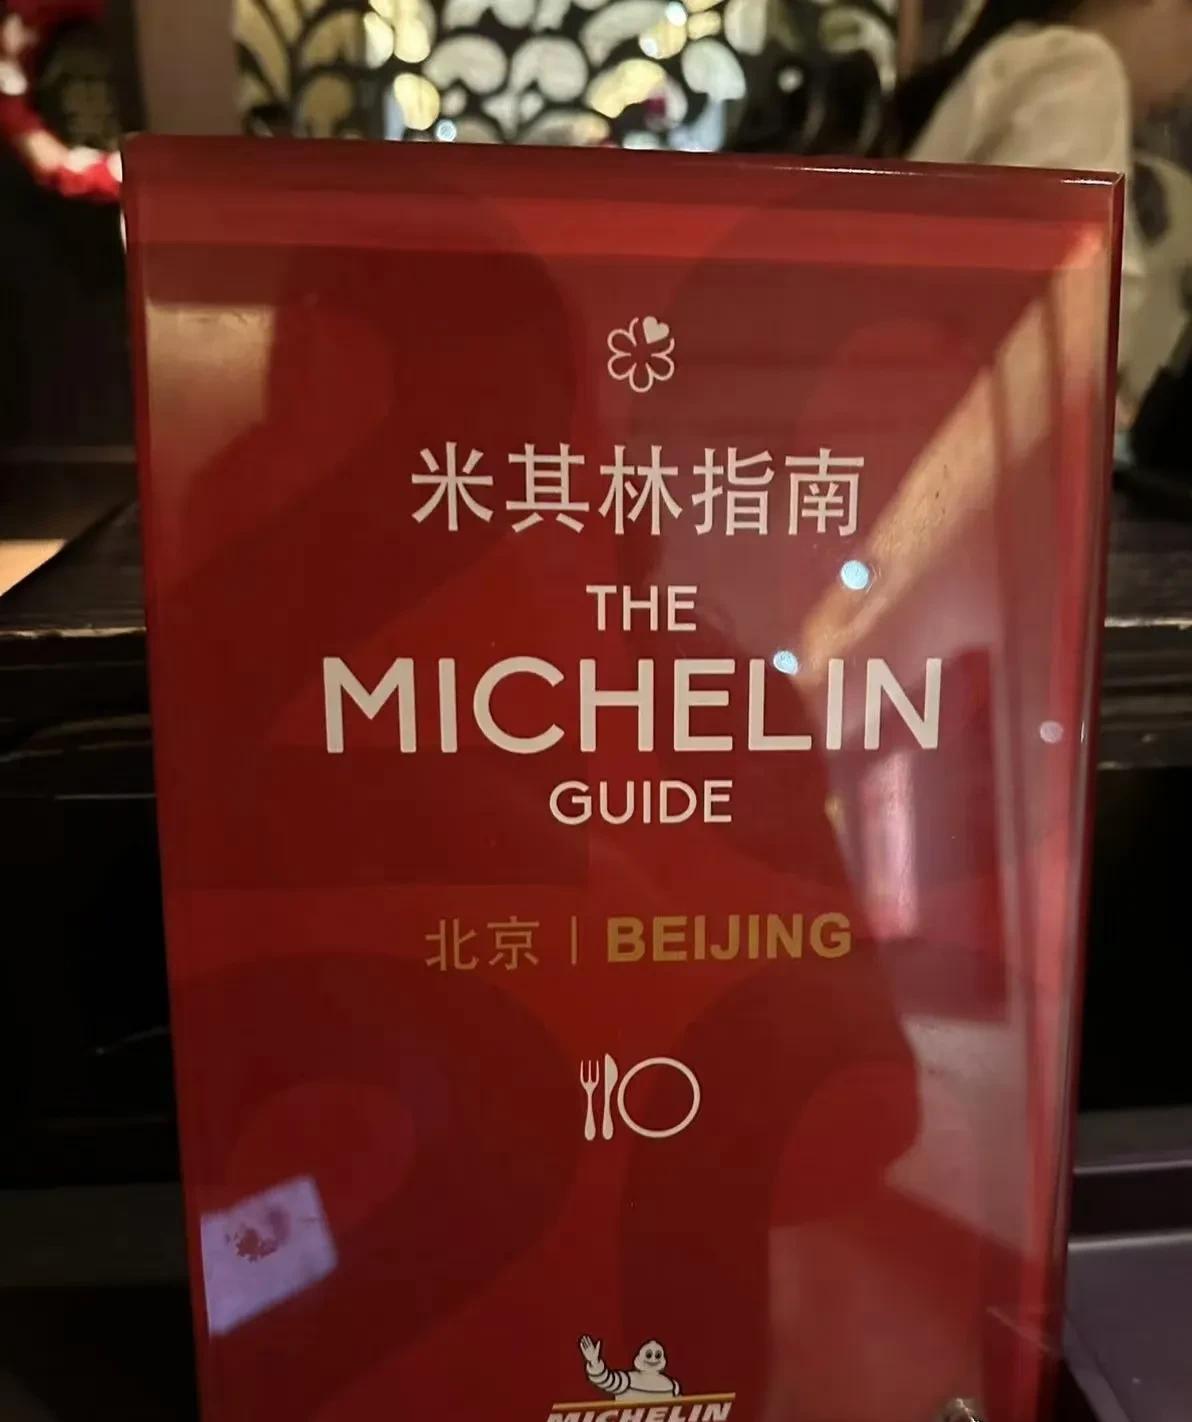 米其林指南
THE
MICHELIN
GUIDE
北京 | BEIJING
MICHELIN